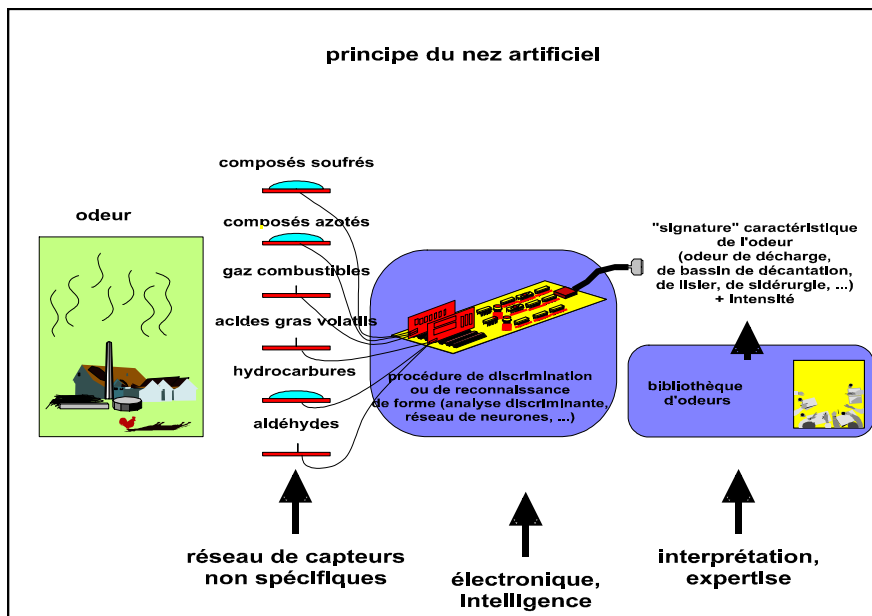 principe du nez artificiel
odeur
composés soufrés
composés azotés
gaz combustibles
acides gras volatils
hydrocarbures
aldéhydes
procédure de discrimination
ou de reconnaissance
de forme (analyse discriminante,
réseau de neurones, ...)
"signature" caractéristique
de l'odeur
(odeur de décharge,
de bassin de décantation,
de lisier, de sidérurgie, ...)
+ intensité
bibliothèque
d'odeurs
réseau de capteurs
non spécifiques
électronique,
intelligence
interprétation,
expertise